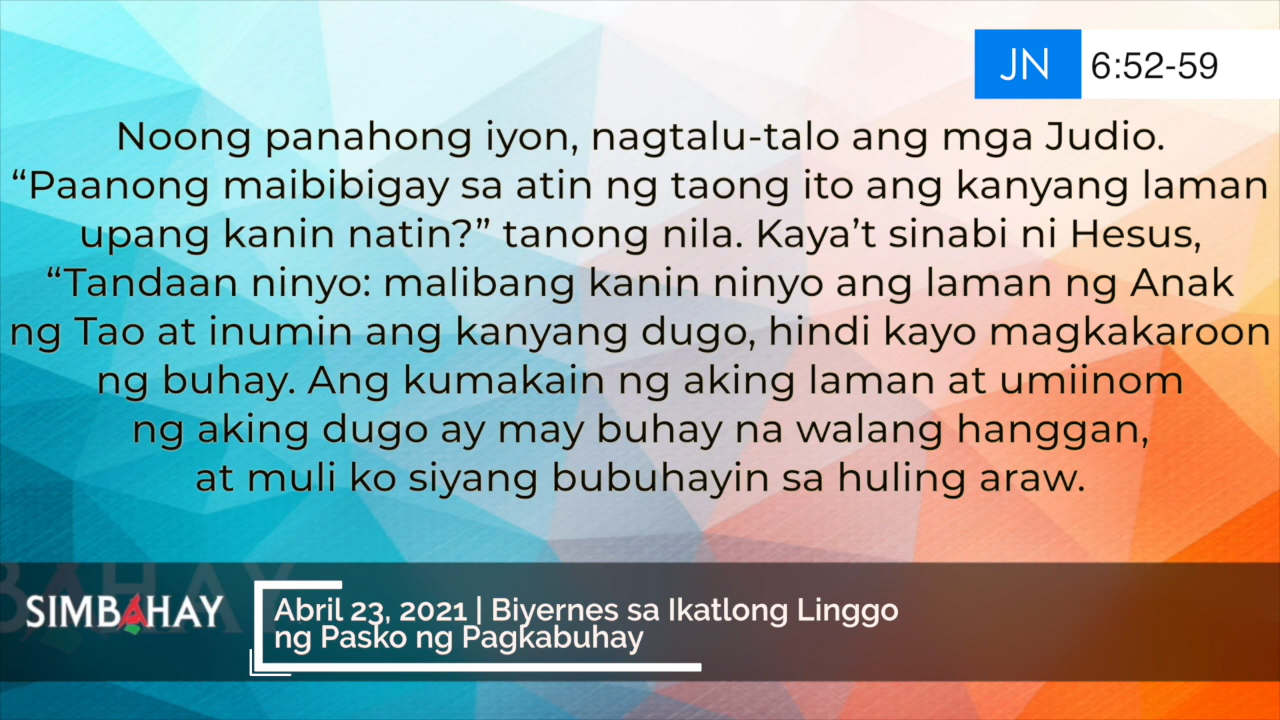 JN 6:52-59
Noong panahong iyon, nagtalu-talo ang mga Judio.
“Paanong maibibigay sa atin ng taong ito ang kanyang laman
upang kanin natin?” tanong nila. Kaya’t sinabi ni Hesus,
“Tandaan ninyo: malibang kanin ninyo ang laman ng Anak
ng Tao at inumin ang kanyang dugo, hindi kayo magkakaroon
ng buhay. Ang kumakain ng aking laman at umiinom
ng aking dugo ay may buhay na walang hanggan,
at muli ko siyang bubuhayin sa huling araw.
SIMBAHAY
Abril 23, 2021 | Biyernes sa Ikatlong Linggo
ng Pasko ng Pagkabuhay